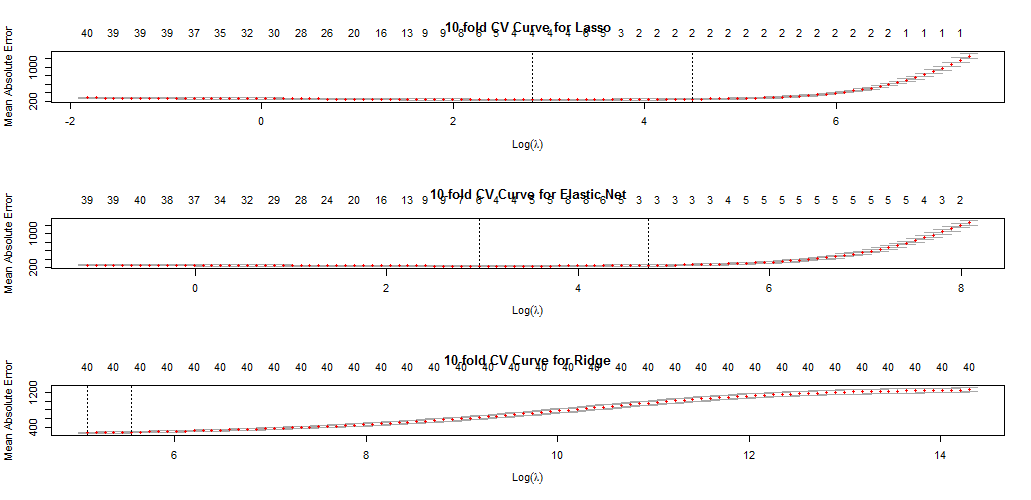 10-fold CV Curve for Lasso
40 39 39 39 37 35 32 30 28 26 20 16 13 9 9 8 6 5 4 4 4 4 6 5 3 2 2 2 2 2 2 2 2 2 2 2 2 2 2 2 1 1 1 1
Mean Absolute Error
1000
200
-2 0 2 4 6
Log(λ)
10-fold CV Curve for Elastic Net
39 39 40 38 37 34 32 29 28 24 20 16 13 9 9 7 6 4 4 5 5 8 6 6 5 3 3 3 3 3 4 5 5 5 5 5 5 5 5 5 5 4 3 2
Mean Absolute Error
1000
200
0 2 4 6 8
Log(λ)
10-fold CV Curve for Ridge
40 40 40 40 40 40 40 40 40 40 40 40 40 40 40 40 40 40 40 40 40 40 40 40 40 40 40 40 40 40 40 40 40 40 40
Mean Absolute Error
1200
400
6 8 10 12 14
Log(λ)